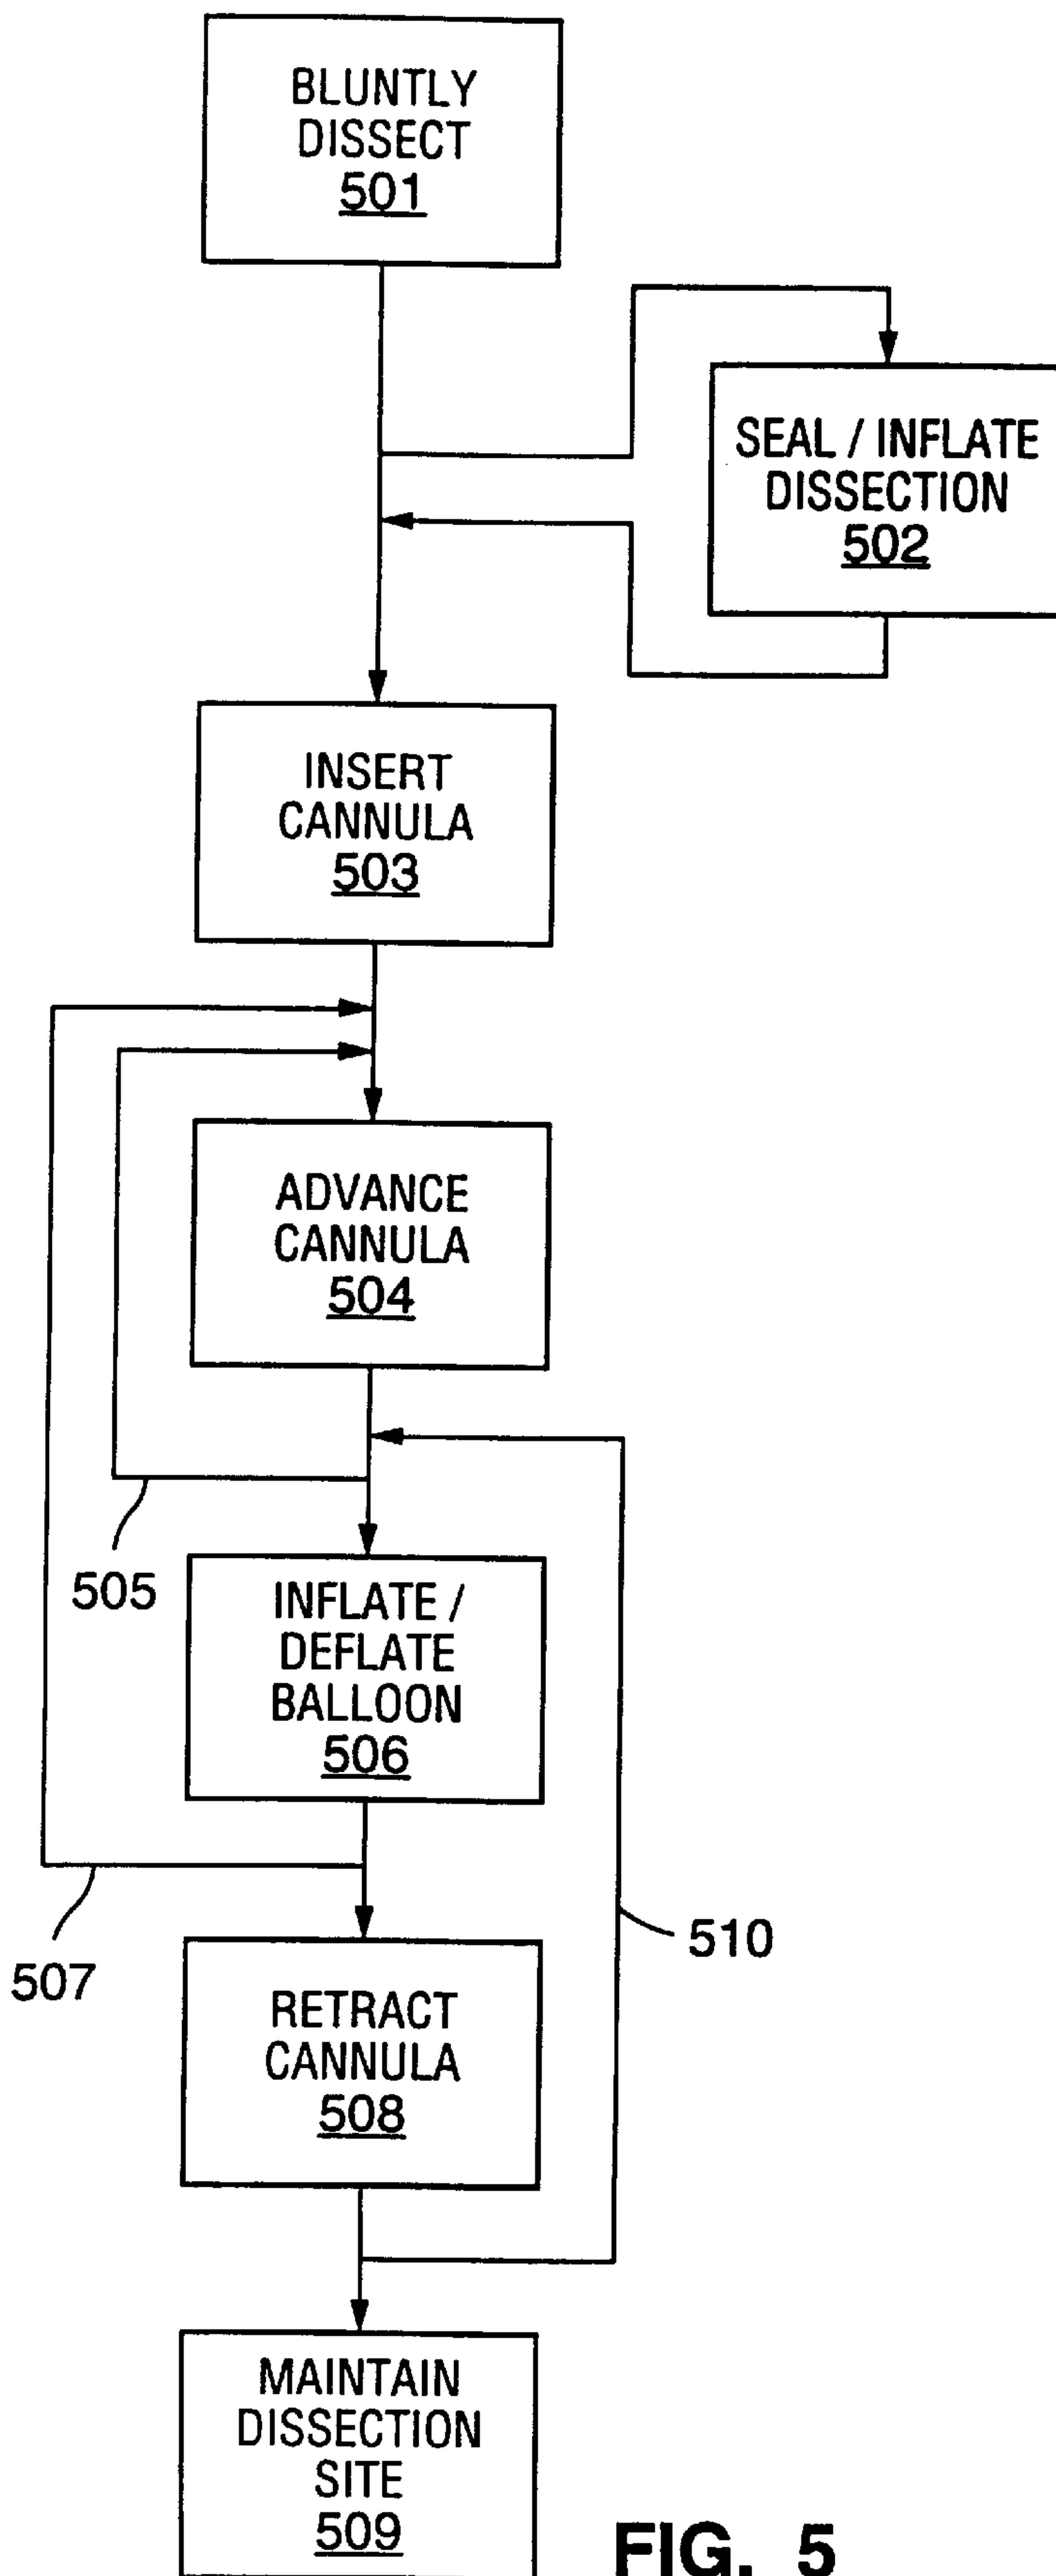 BLUNTLY
DISSECT
501
SEAL / INFLATE
DISSECTION
502
INSERT
CANNULA
503
ADVANCE
CANNULA
504
505
INFLATE /
DEFLATE
BALLOON
506
507
510
RETRACT
CANNULA
508
MAINTAIN
DISSECTION
SITE
509
FIG. 5